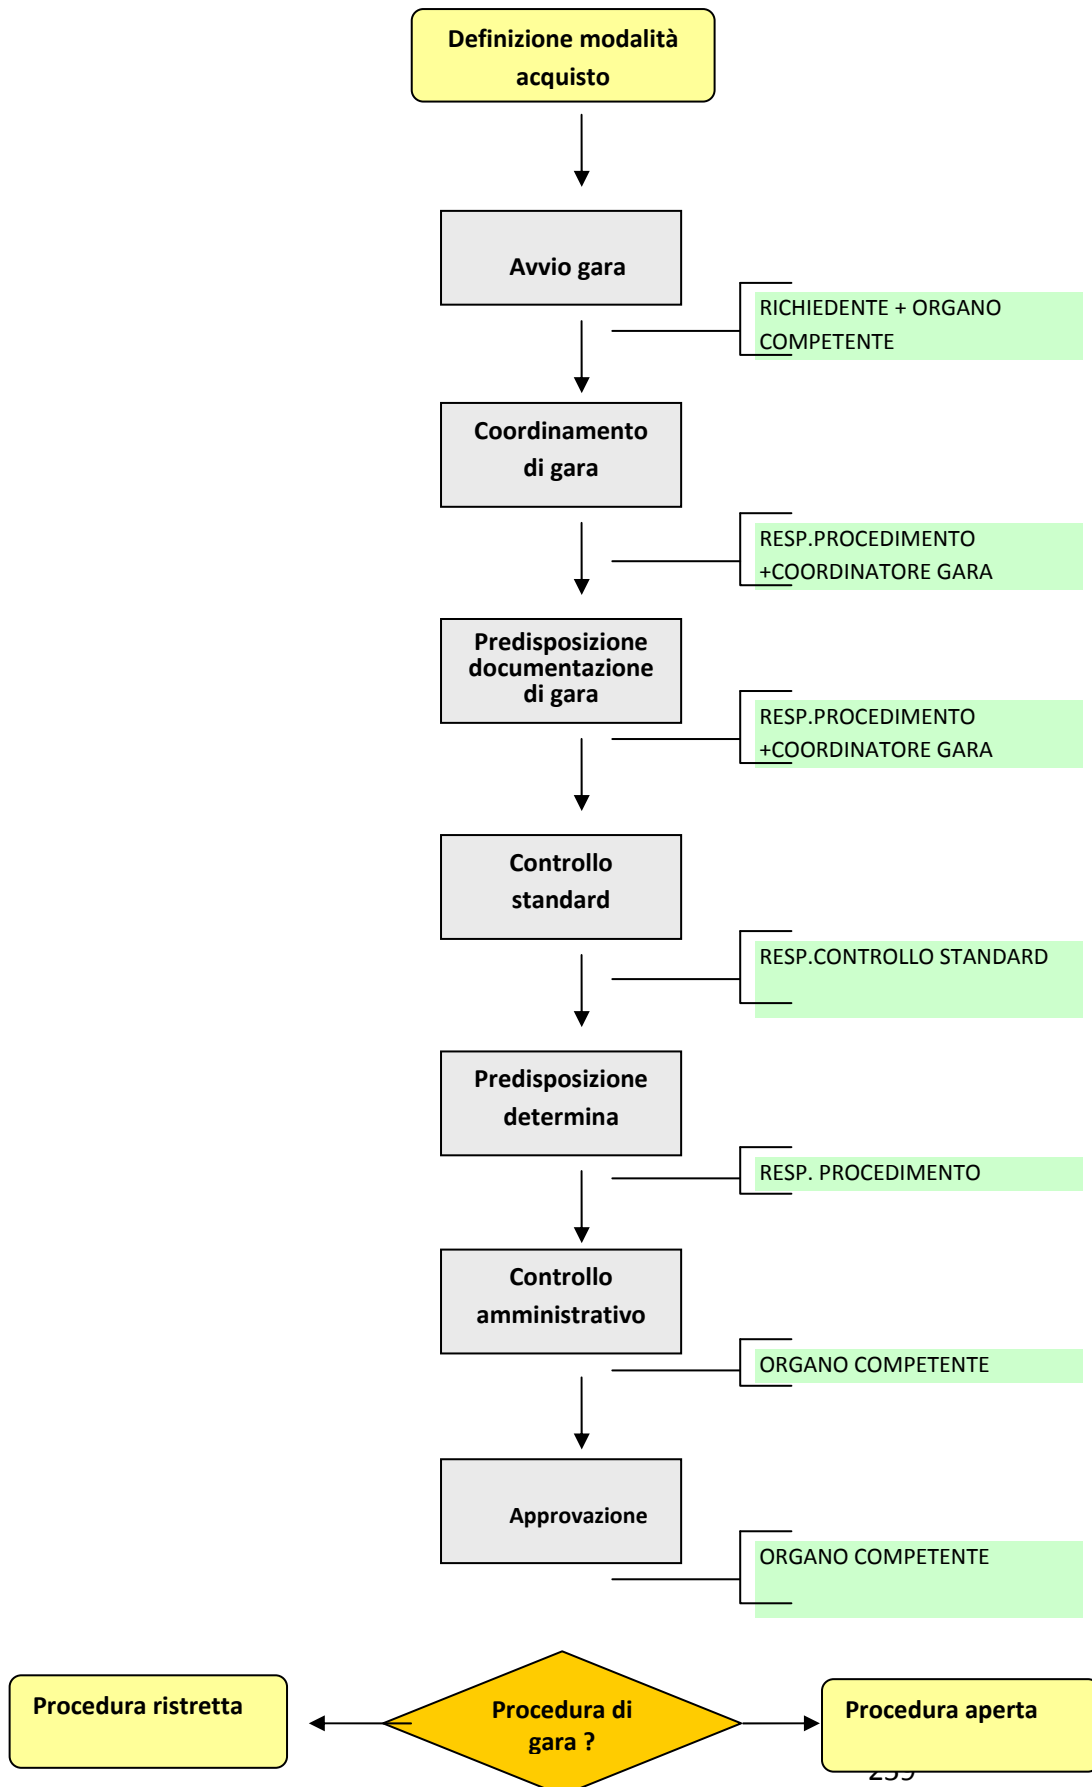 Definizione modalità
acquisto
Avvio gara
RICHIEDENTE + ORGANO
COMPETENTE
Coordinamento
di gara
RESP.PROCEDIMENTO
+COORDINATORE GARA
Predisposizione
documentazione
di gara
RESP.PROCEDIMENTO
+COORDINATORE GARA
Controllo
standard
RESP.CONTROLLO STANDARD
Predisposizione
determina
RESP. PROCEDIMENTO
Controllo
amministrativo
ORGANO COMPETENTE
Approvazione
ORGANO COMPETENTE
Procedura ristretta
Procedura di
gara ?
Procedura aperta